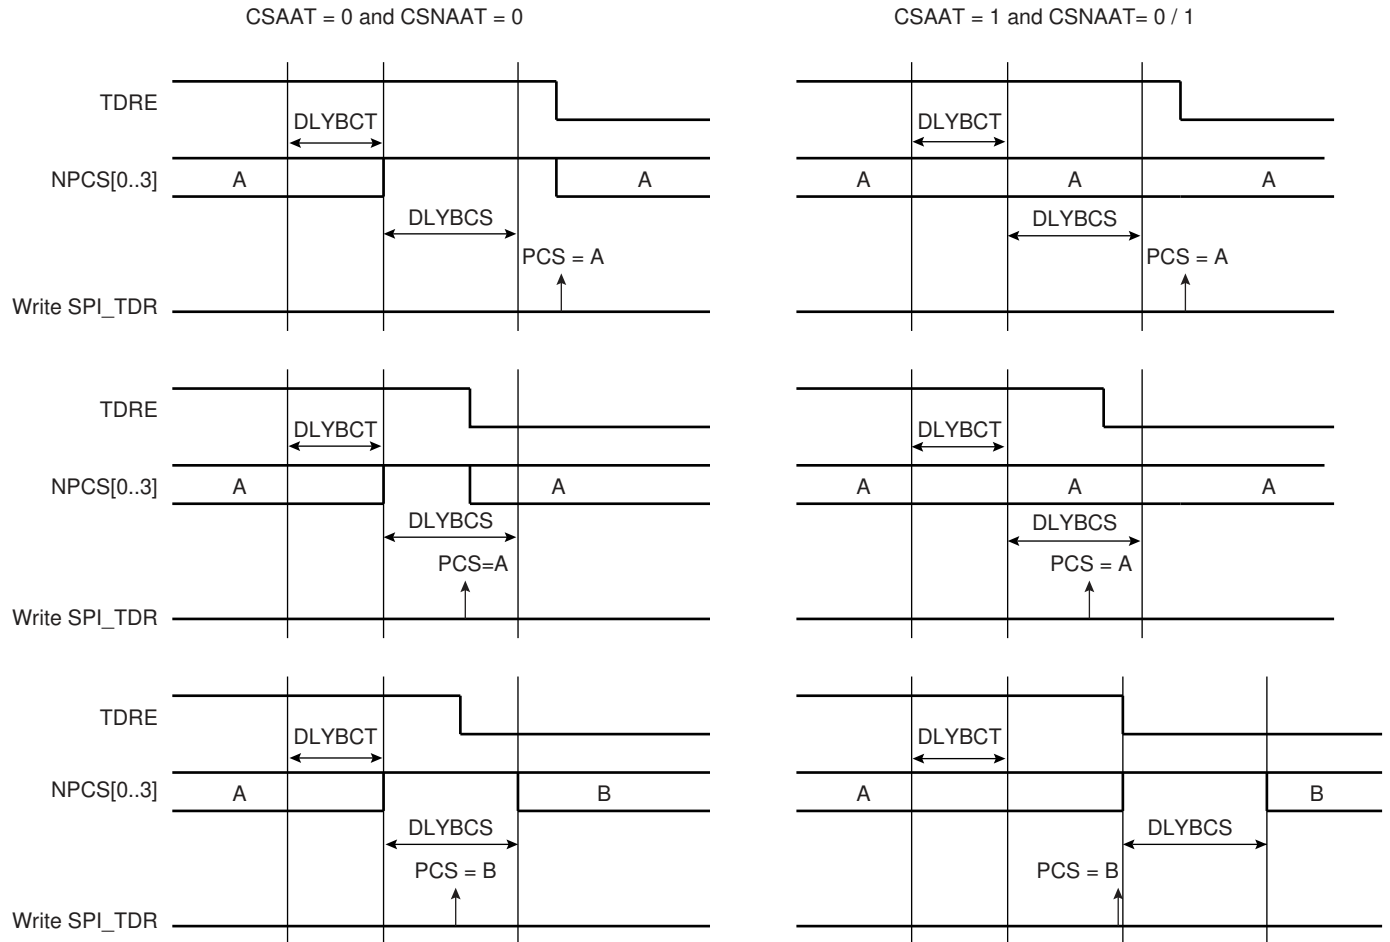 CSAAT = 0 and CSNAAT = 0
CSAAT = 1 and CSNAAT= 0 / 1
TDRE
DLYBCT
DLYBCT
NPCS[0..3]
A
A
A
A
A
DLYBCS
DLYBCS
PCS = A
PCS = A
Write SPI_TDR
TDRE
DLYBCT
DLYBCT
NPCS[0..3]
A
A
A
A
A
DLYBCS
DLYBCS
PCS=A
PCS = A
Write SPI_TDR
TDRE
DLYBCT
DLYBCT
NPCS[0..3]
A
B
A
B
DLYBCS
DLYBCS
PCS = B
PCS = B
Write SPI_TDR